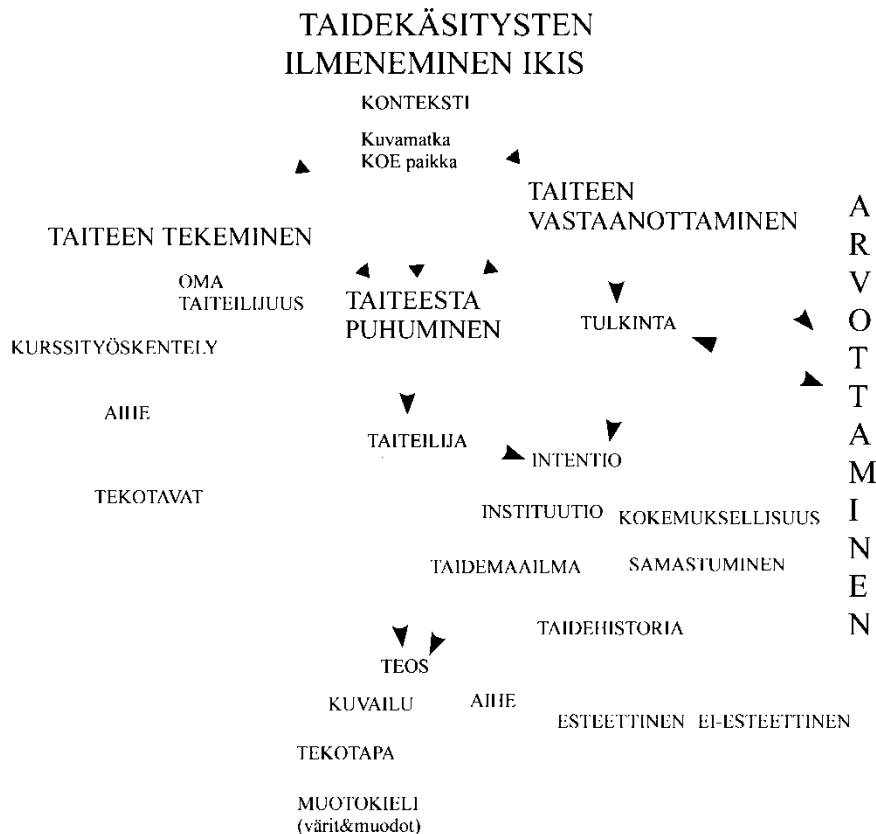 TAIDEKÄSITYSTEN
ILMENEMINEN IKIS
KONTEKSTI
Kuvamatka
KOE paikka
TAITEEN
VASTAANOTTAMINEN
TAITEEN TEKEMINEN
OMA
TAITEILIJUUS
TAITEESTA
PUHUMINEN
TULKINTA
KURSSITYÖSKENTELY
AIHE
TAITEILIJA
INTENTIO
TEKOTAVAT
INSTITUUTIO
KOKEMUKSELLISUUS
TAIDEMAAILMA
SAMASTUMINEN
TAIDEHISTORIA
TEOS
KUVAILU
AIHE
ESTEETTINEN EI-ESTEETTINEN
TEKOTAPA
MUOTOKIELI
(värit&muodot)
ARVOTTAMINEN